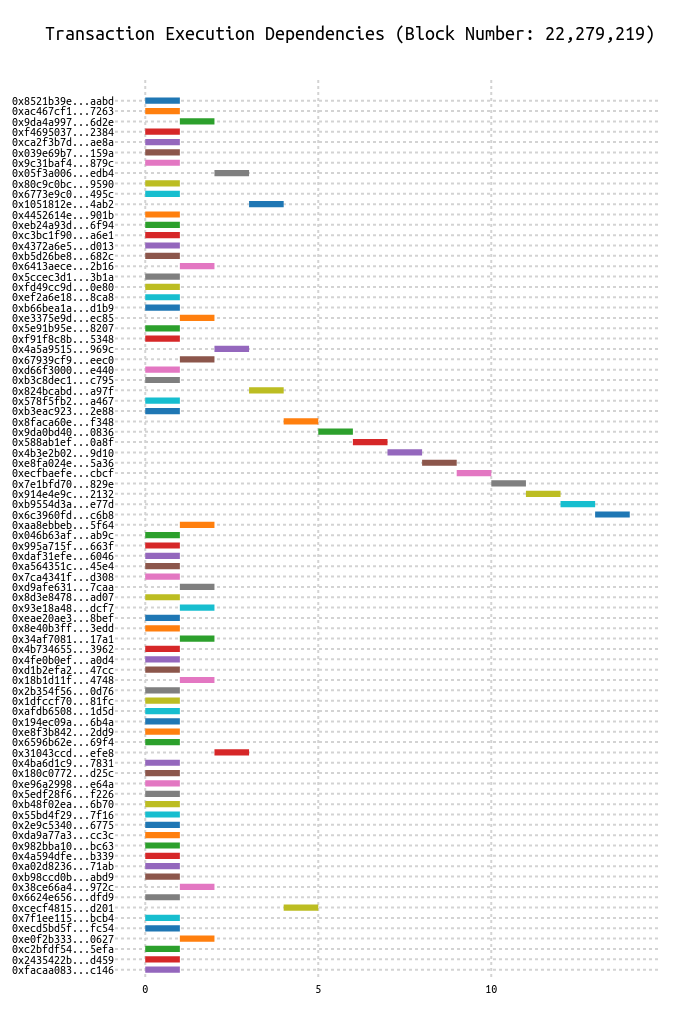 Transaction Execution Dependencies (Block Number: 22,279,219)
0x8521b39e...aabd
0xac467cf1...7263
0x9da4a997...6d2e
0xf4695037...2384
0xca2f3b7d...ae8a
0x039e69b7...159a
0x9c31baf4...879c
0x05f3a006...edb4
0x80c9c0bc...9590
0x6773e9c0...495c
0x1051812e...4ab2
0x4452614e...901b
0xeb24a93d...6f94
0xc3bc1f90...a6e1
0x4372a6e5...d013
0xb5d26be8...682c
0x6413aece...2b16
0x5ccec3d1...3b1a
0xfd49cc9d...0e80
0xef2a6e18...8ca8
0xb66bea1a...d1b9
0xe3375e9d...ec85
0x5e91b95e...8207
0xf91f8c8b...5348
0x4a5a9515...969c
0x67939cf9...eec0
0xd66f3000...e440
0xb3c8dec1...c795
0x824bcabd...a97f
0x578f5fb2...a467
0xb3eac923...2e88
0x8faca60e...f348
0x9da0bd40...0836
0x588ab1ef...0a8f
0x4b3e2b02...9d10
0xe8fa024e...5a36
0xecfbaefe...cbcf
0x7e1bfd70...829e
0x914e4e9c...2132
0xb9554d3a...e77d
0x6c3960fd...c6b8
0xaa8ebbeb...5f64
0x046b63af...ab9c
0x995a715f...663f
0xdaf31efe...6046
0xa564351c...45e4
0x7ca4341f...d308
0xd9afe631...7caa
0x8d3e8478...ad07
0x93e18a48...dcf7
0xeae20ae3...8bef
0x8e40b3ff...3edd
0x34af7081...17a1
0x4b734655...3962
0x4fe0b0ef...a0d4
0xd1b2efa2...47cc
0x18b1d11f...4748
0x2b354f56...0d76
0x1dfccf70...81fc
0xafdb6508...1d5d
0x194ec09a...6b4a
0xe8f3b842...2dd9
0x6596b62e...69f4
0x31043ccd...efe8
0x4ba6d1c9...7831
0x180c0772...d25c
0xe96a2998...e64a
0x5edf28f6...f226
0xb48f02ea...6b70
0x55bd4f29...7f16
0x2e9c5340...6775
0xda9a77a3...cc3c
0x982bba10...bc63
0x4a594dfe...b339
0xa02d8236...71ab
0xb98ccd0b...abd9
0x38ce66a4...972c
0x6624e656...dfd9
0xcecf4815...d201
0x7f1ee115...bcb4
0xecd5bd5f...fc54
0xe0f2b333...0627
0xc2bfdf54...5efa
0x2435422b...d459
0xfacaa083...c146
0 5 10